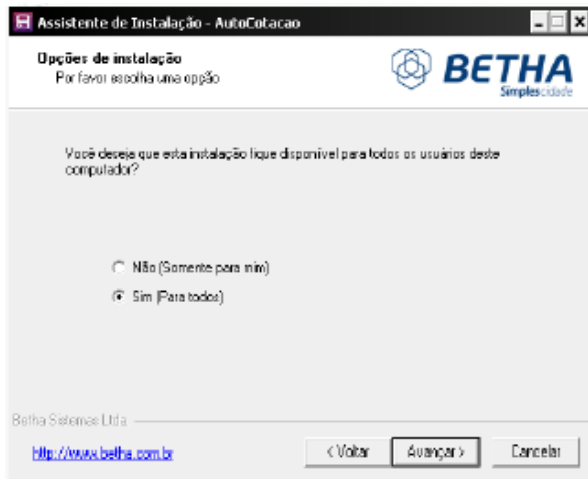 Assistente de Instalação - AutoCotacao
Opções de instalação
Por favor escolha uma opção
BETHA
Simplescidade
Você deseja que esta instalação fique disponível para todos os usuários deste
computador?
Não (Somente para mim)
Sim (Para todos)
Betha Sistemas Ltda
http://www.betha.com.br
< Voltar
Avançar >
Cancelar